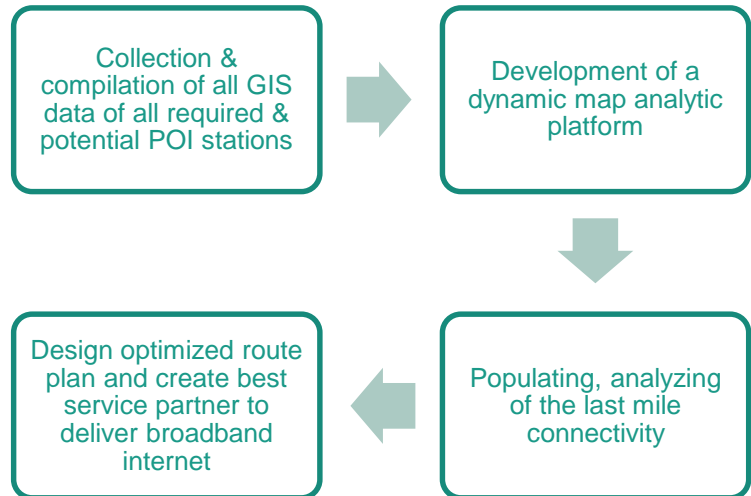 Collection &
compilation of all GIS
data of all required &
potential POI stations
Development of a
dynamic map analytic
platform
Populating, analyzing
of the last mile
connectivity
Design optimized route
plan and create best
service partner to
deliver broadband
internet